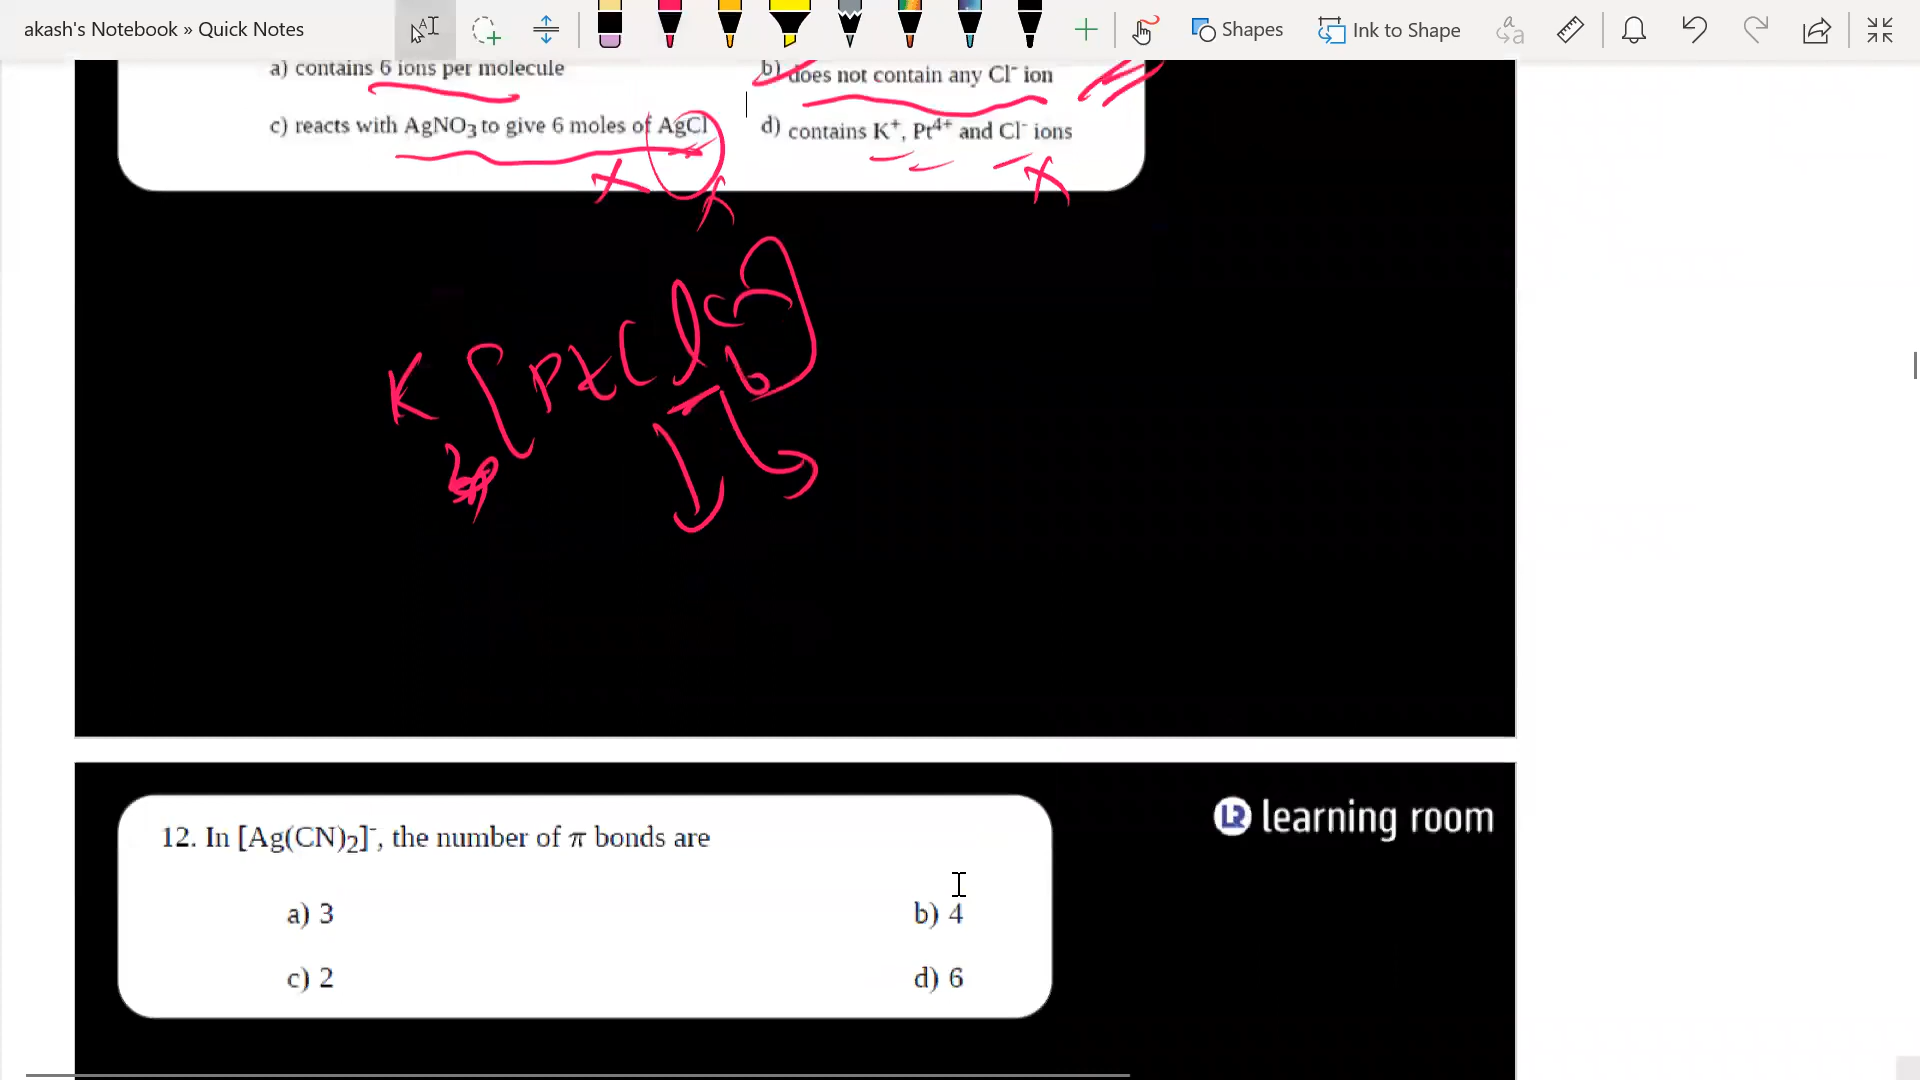 akash's Notebook » Quick Notes
Shapes
Ink to Shape
a) contains 6 ions per molecule
b) does not contain any Cl⁻ ion
c) reacts with AgNO₃ to give 6 moles of AgCl
d) contains K⁺, Pt⁴⁺ and Cl⁻ ions
K [PtCl6]
learning room
12. In [Ag(CN)₂]⁻, the number of π bonds are
a) 3
b) 4
c) 2
d) 6